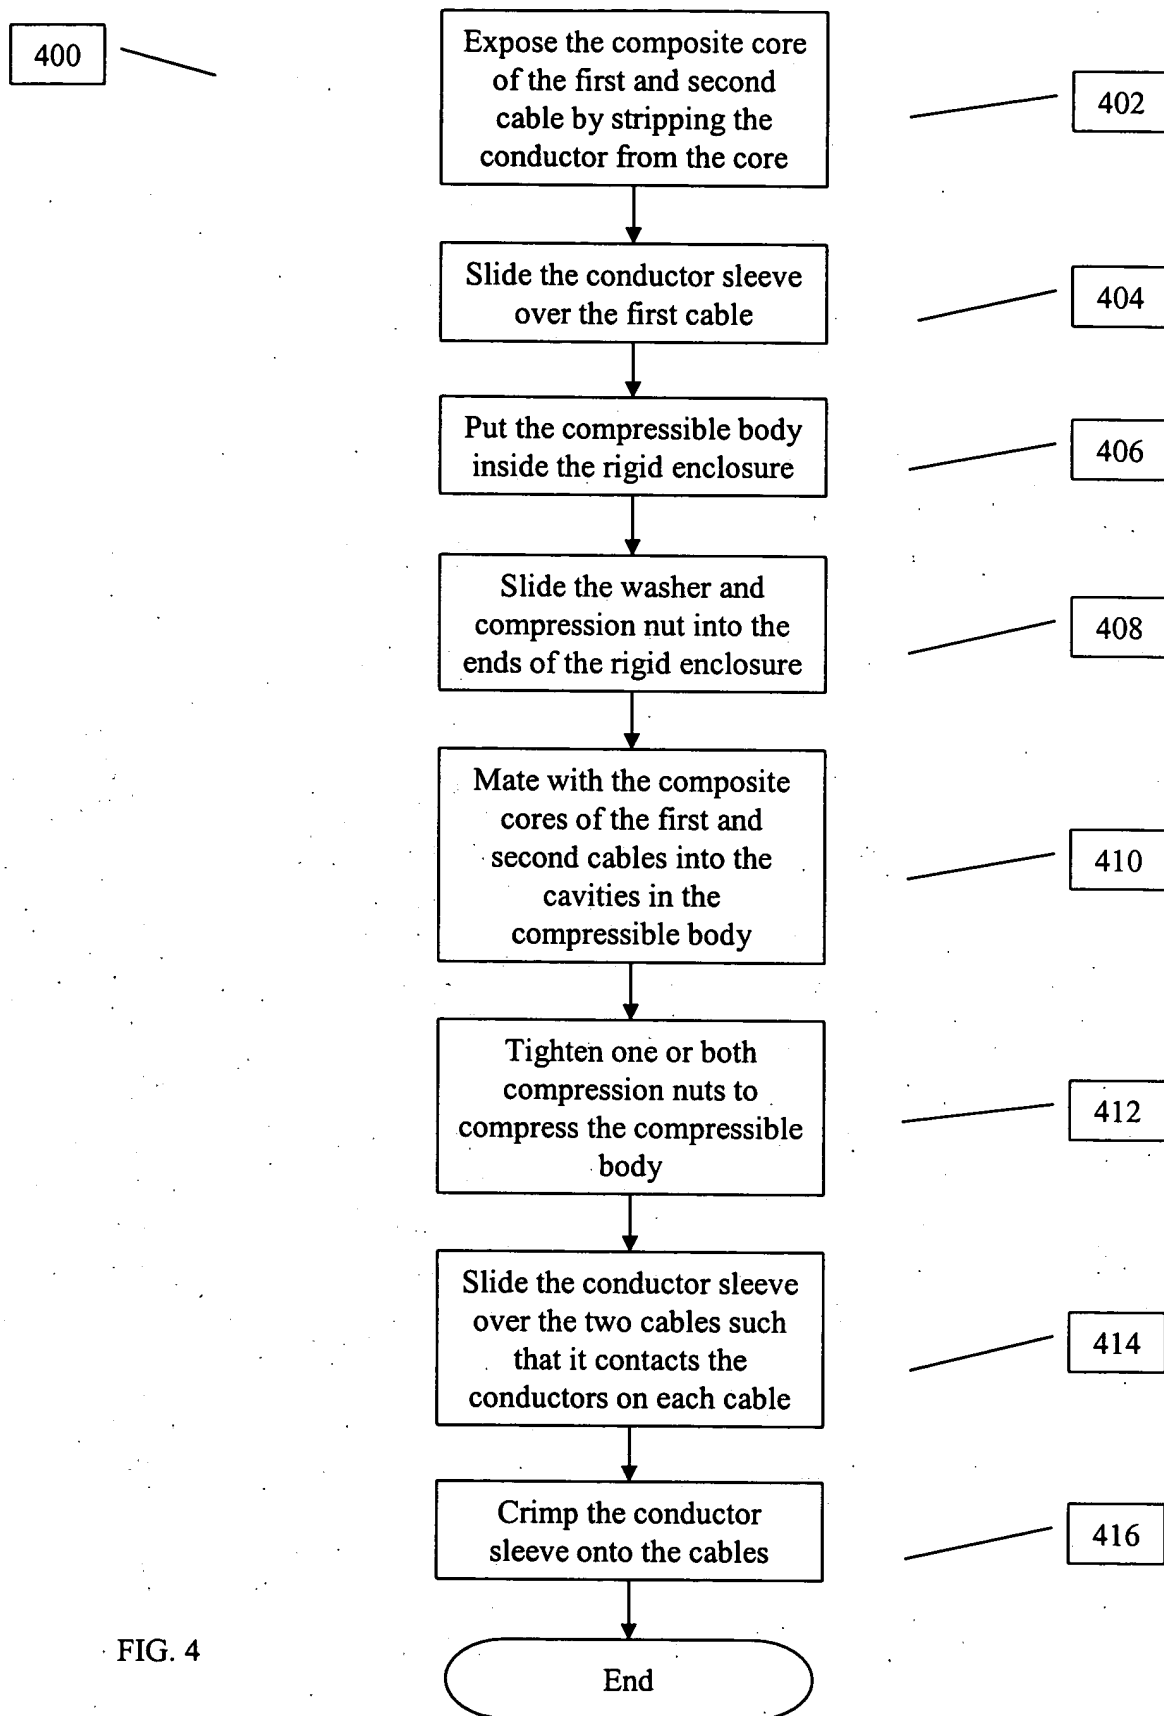 400
Expose the composite core
of the first and second
cable by stripping the
conductor from the core
402
Slide the conductor sleeve
over the first cable
404
Put the compressible body
inside the rigid enclosure
406
Slide the washer and
compression nut into the
ends of the rigid enclosure
408
Mate with the composite
cores of the first and
second cables into the
cavities in the
compressible body
410
Tighten one or both
compression nuts to
compress the compressible
body
412
Slide the conductor sleeve
over the two cables such
that it contacts the
conductors on each cable
414
Crimp the conductor
sleeve onto the cables
416
FIG. 4
End